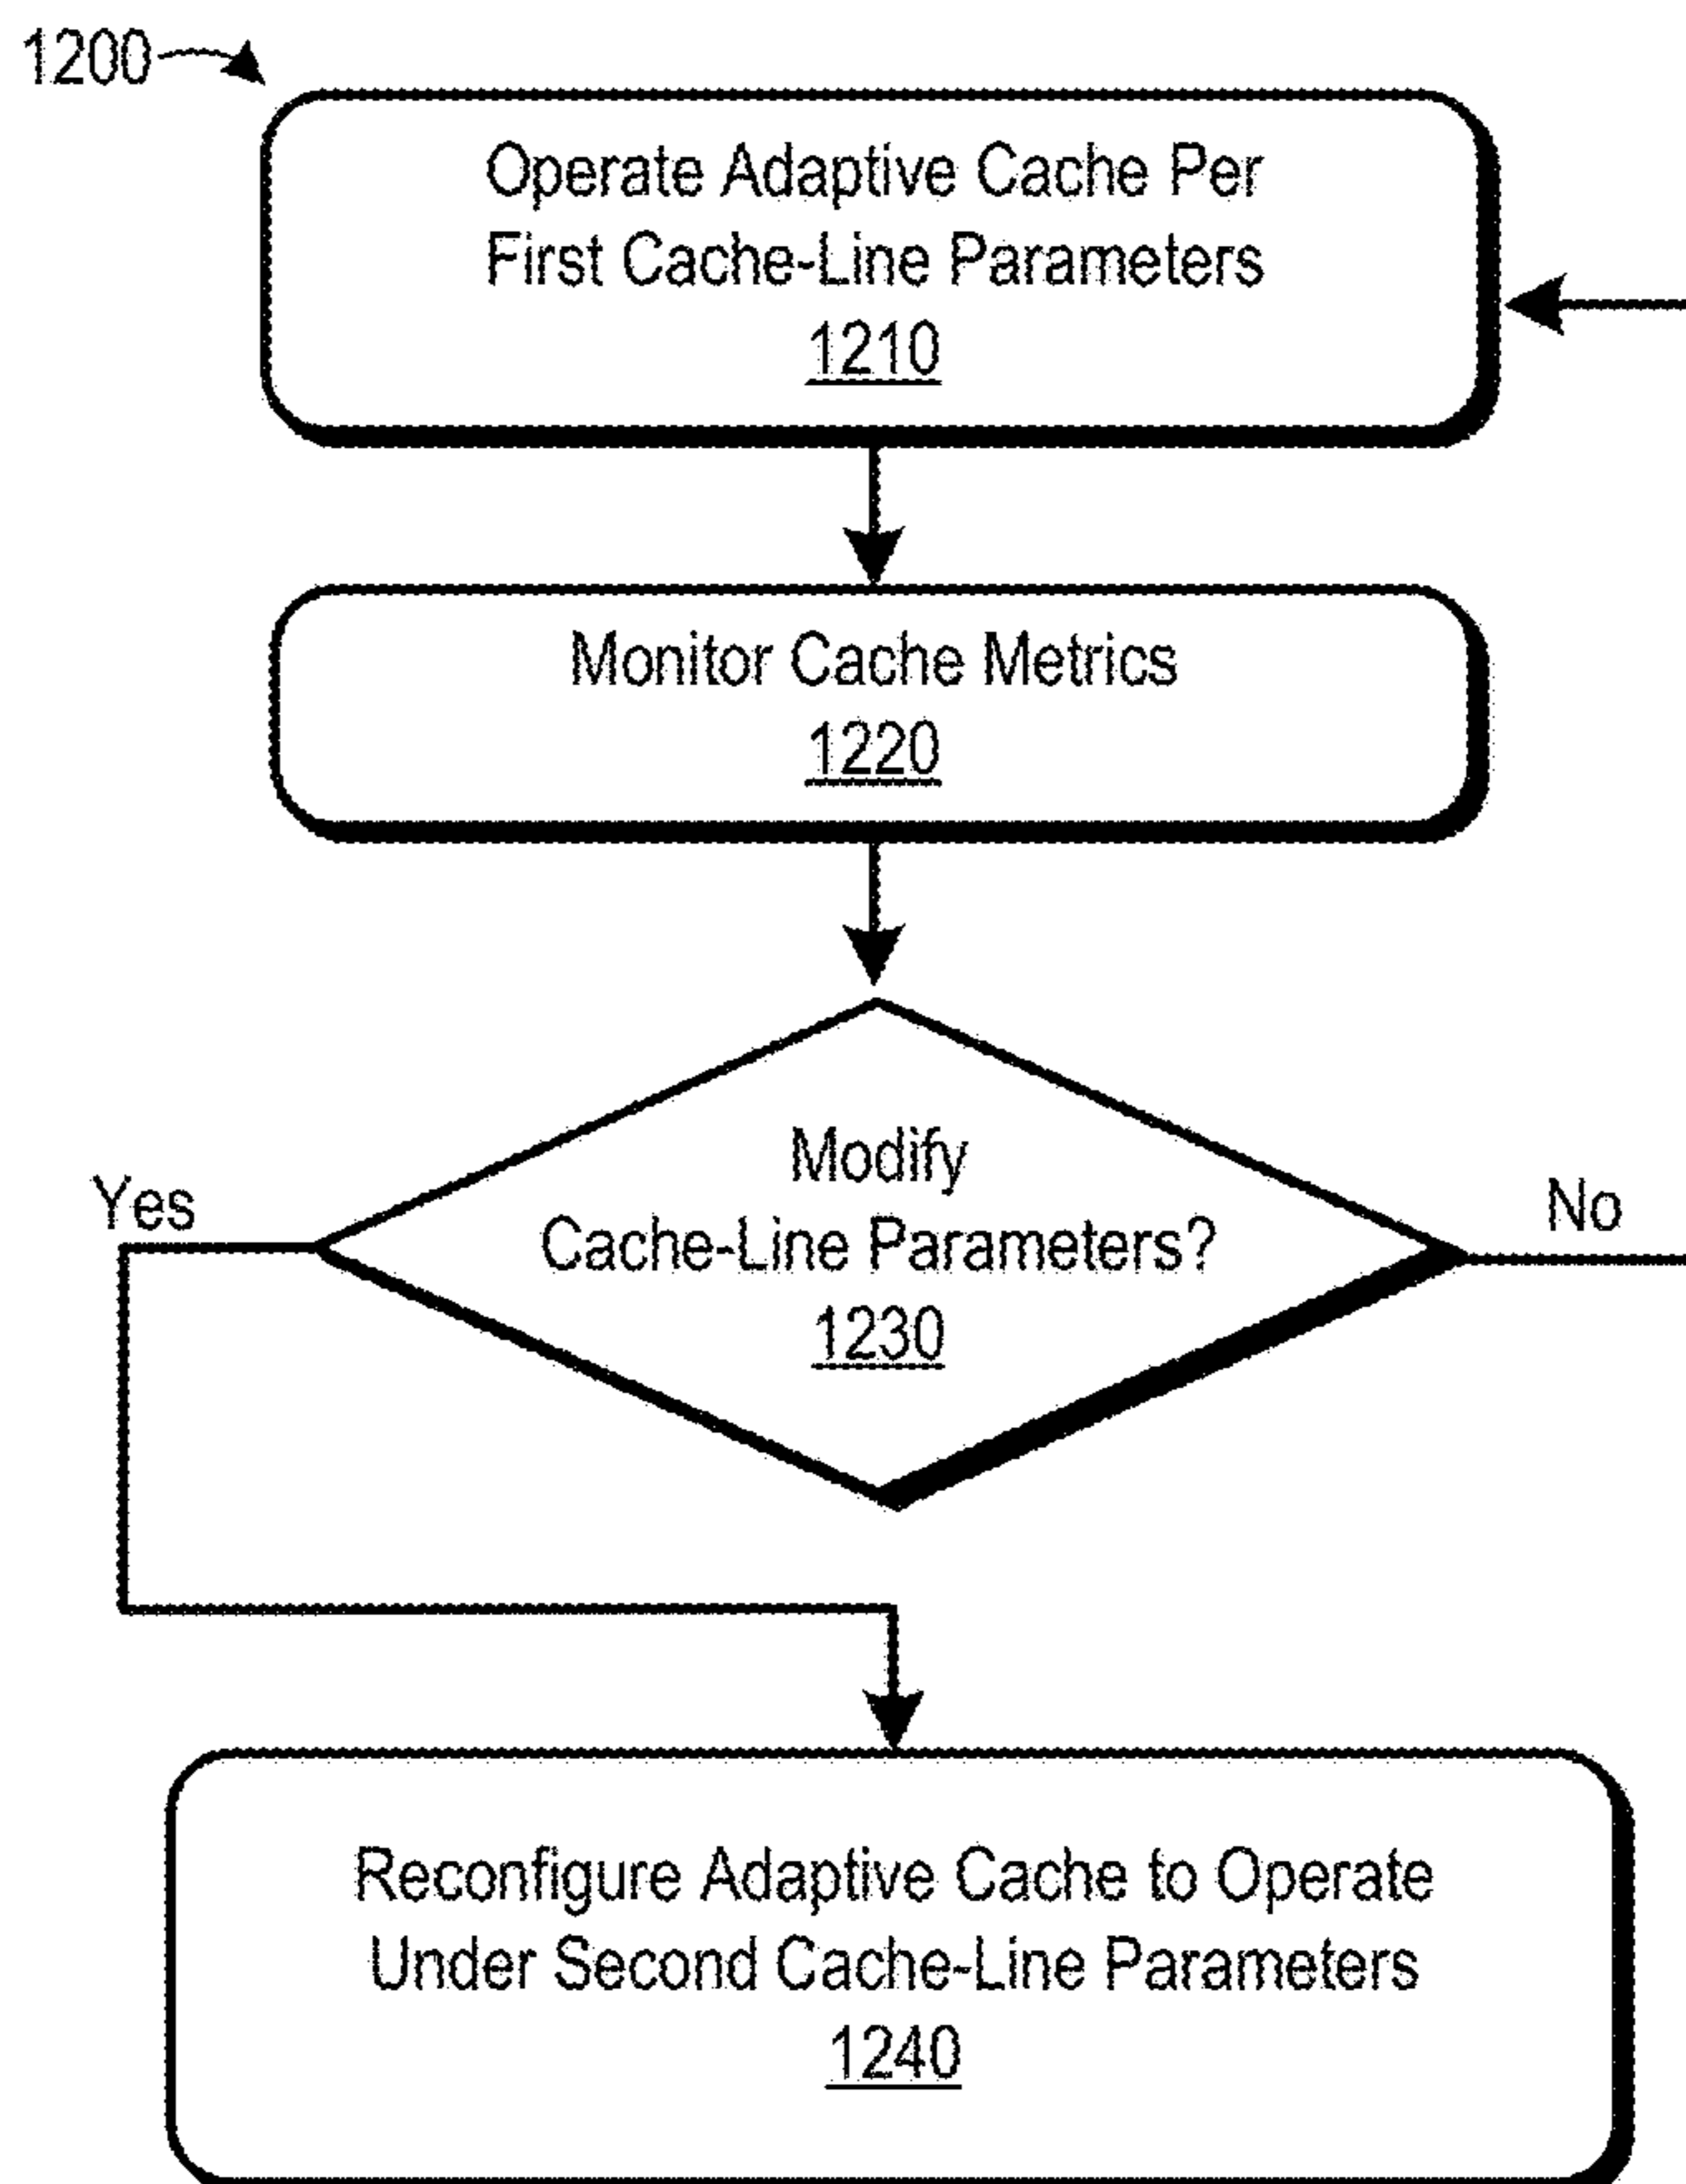 1200
Operate Adaptive Cache Per
First Cache-Line Parameters
1210
Monitor Cache Metrics
1220
Modify
Cache-Line Parameters?
1230
Yes
No
Reconfigure Adaptive Cache to Operate
Under Second Cache-Line Parameters
1240